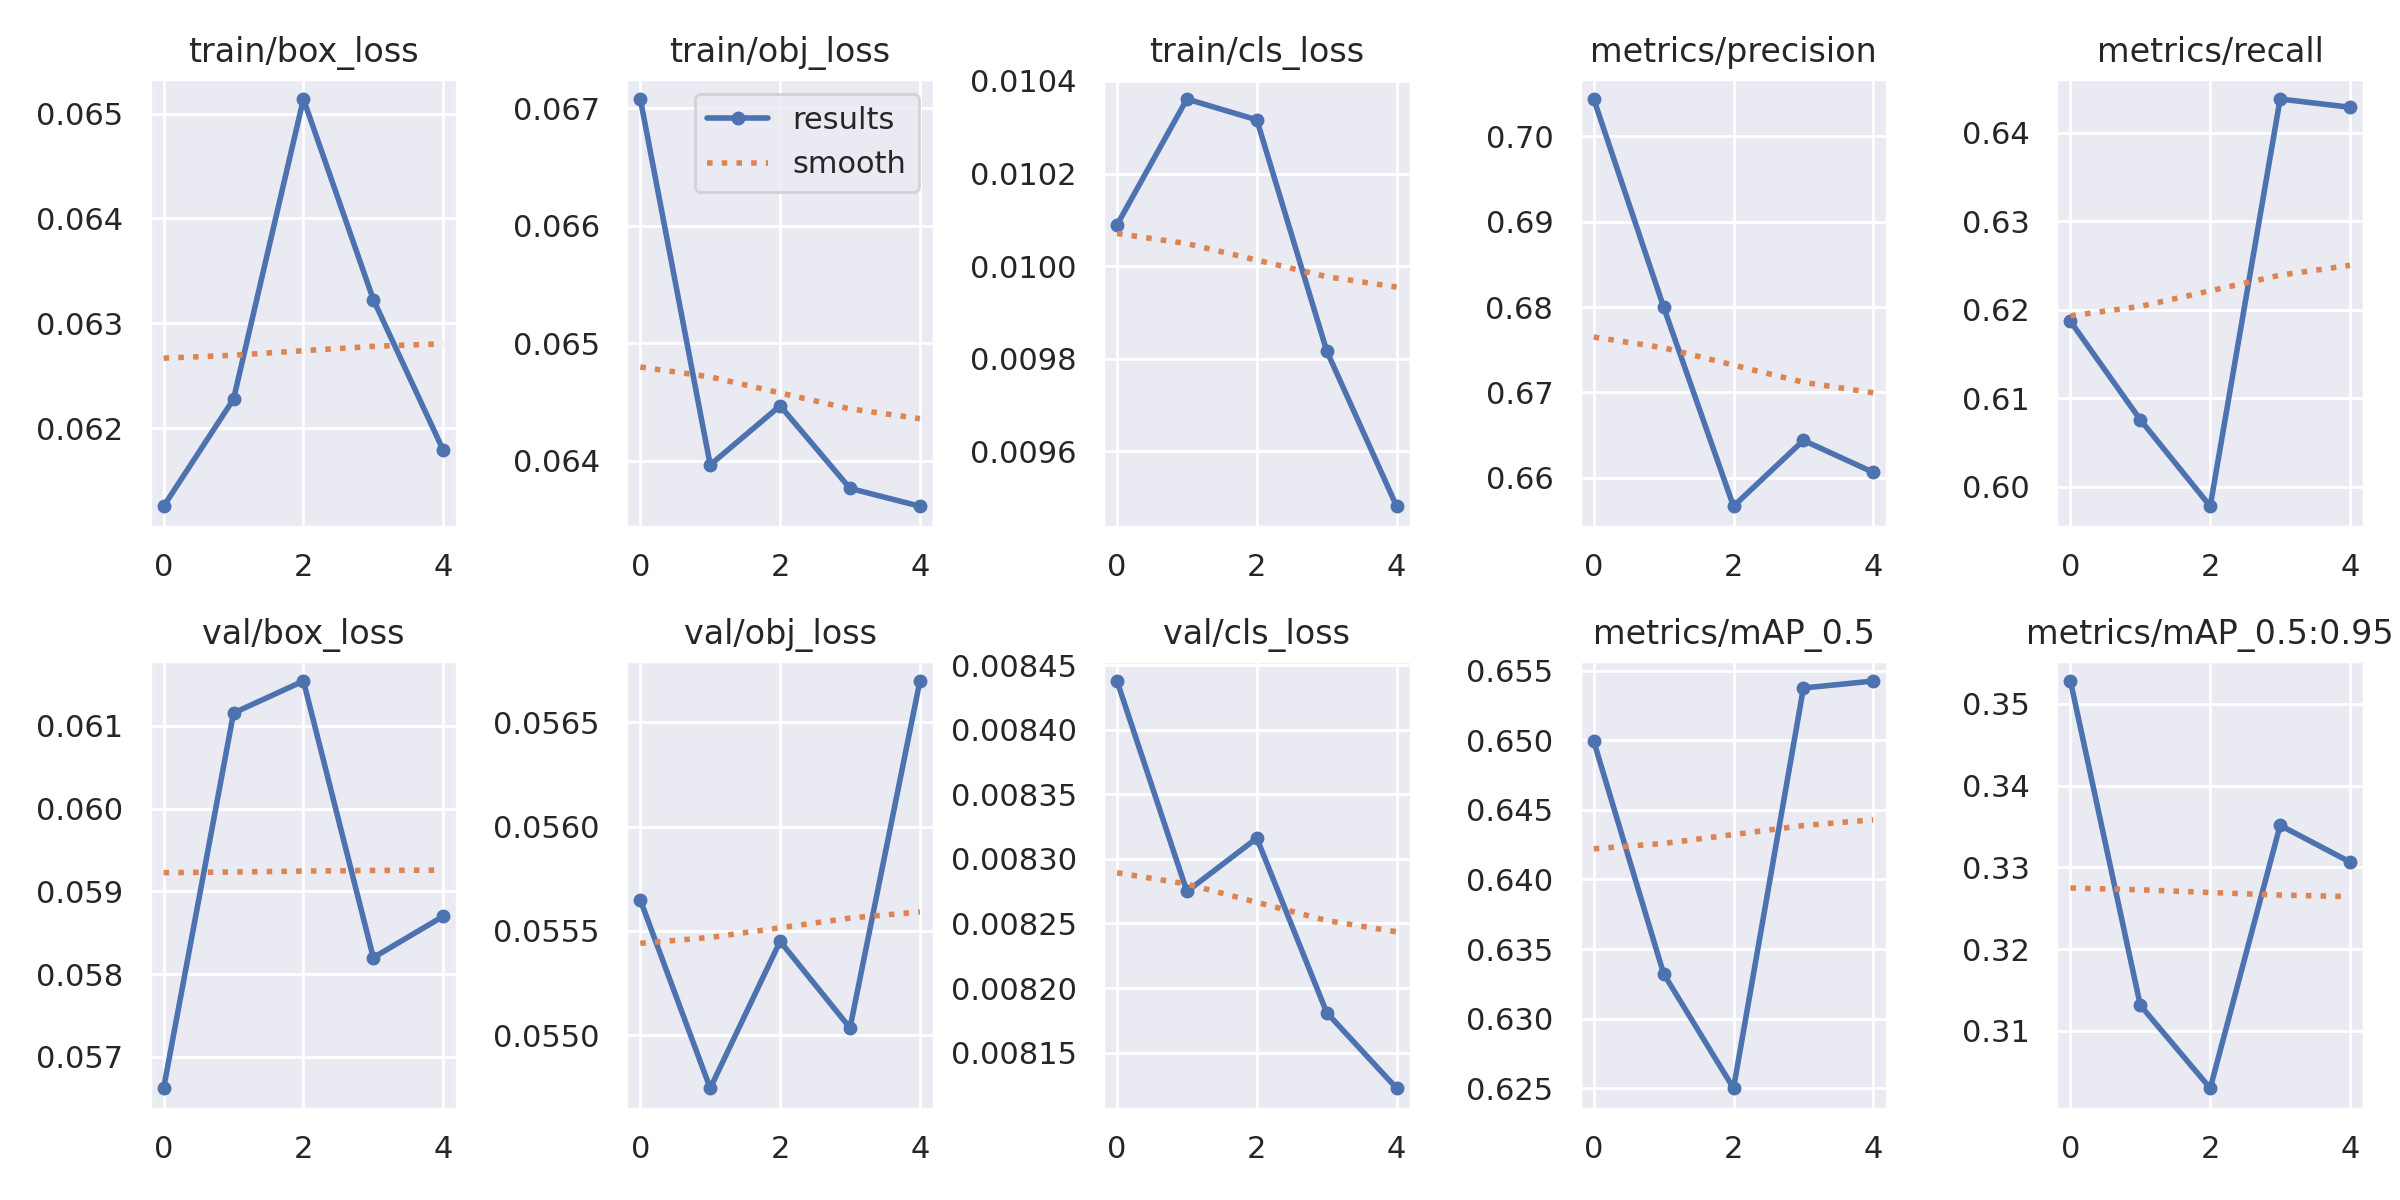 train/box_loss
0.065
0.064
0.063
0.062
0 2 4
train/obj_loss
results
smooth
0.067
0.066
0.065
0.064
0 2 4
train/cls_loss
0.0104
0.0102
0.0100
0.0098
0.0096
0 2 4
metrics/precision
0.70
0.69
0.68
0.67
0.66
0 2 4
metrics/recall
0.64
0.63
0.62
0.61
0.60
0 2 4
val/box_loss
0.061
0.060
0.059
0.058
0.057
0 2 4
val/obj_loss
0.0565
0.0560
0.0555
0.0550
0 2 4
val/cls_loss
0.00845
0.00840
0.00835
0.00830
0.00825
0.00820
0.00815
0 2 4
metrics/mAP_0.5
0.655
0.650
0.645
0.640
0.635
0.630
0.625
0 2 4
metrics/mAP_0.5:0.95
0.35
0.34
0.33
0.32
0.31
0 2 4